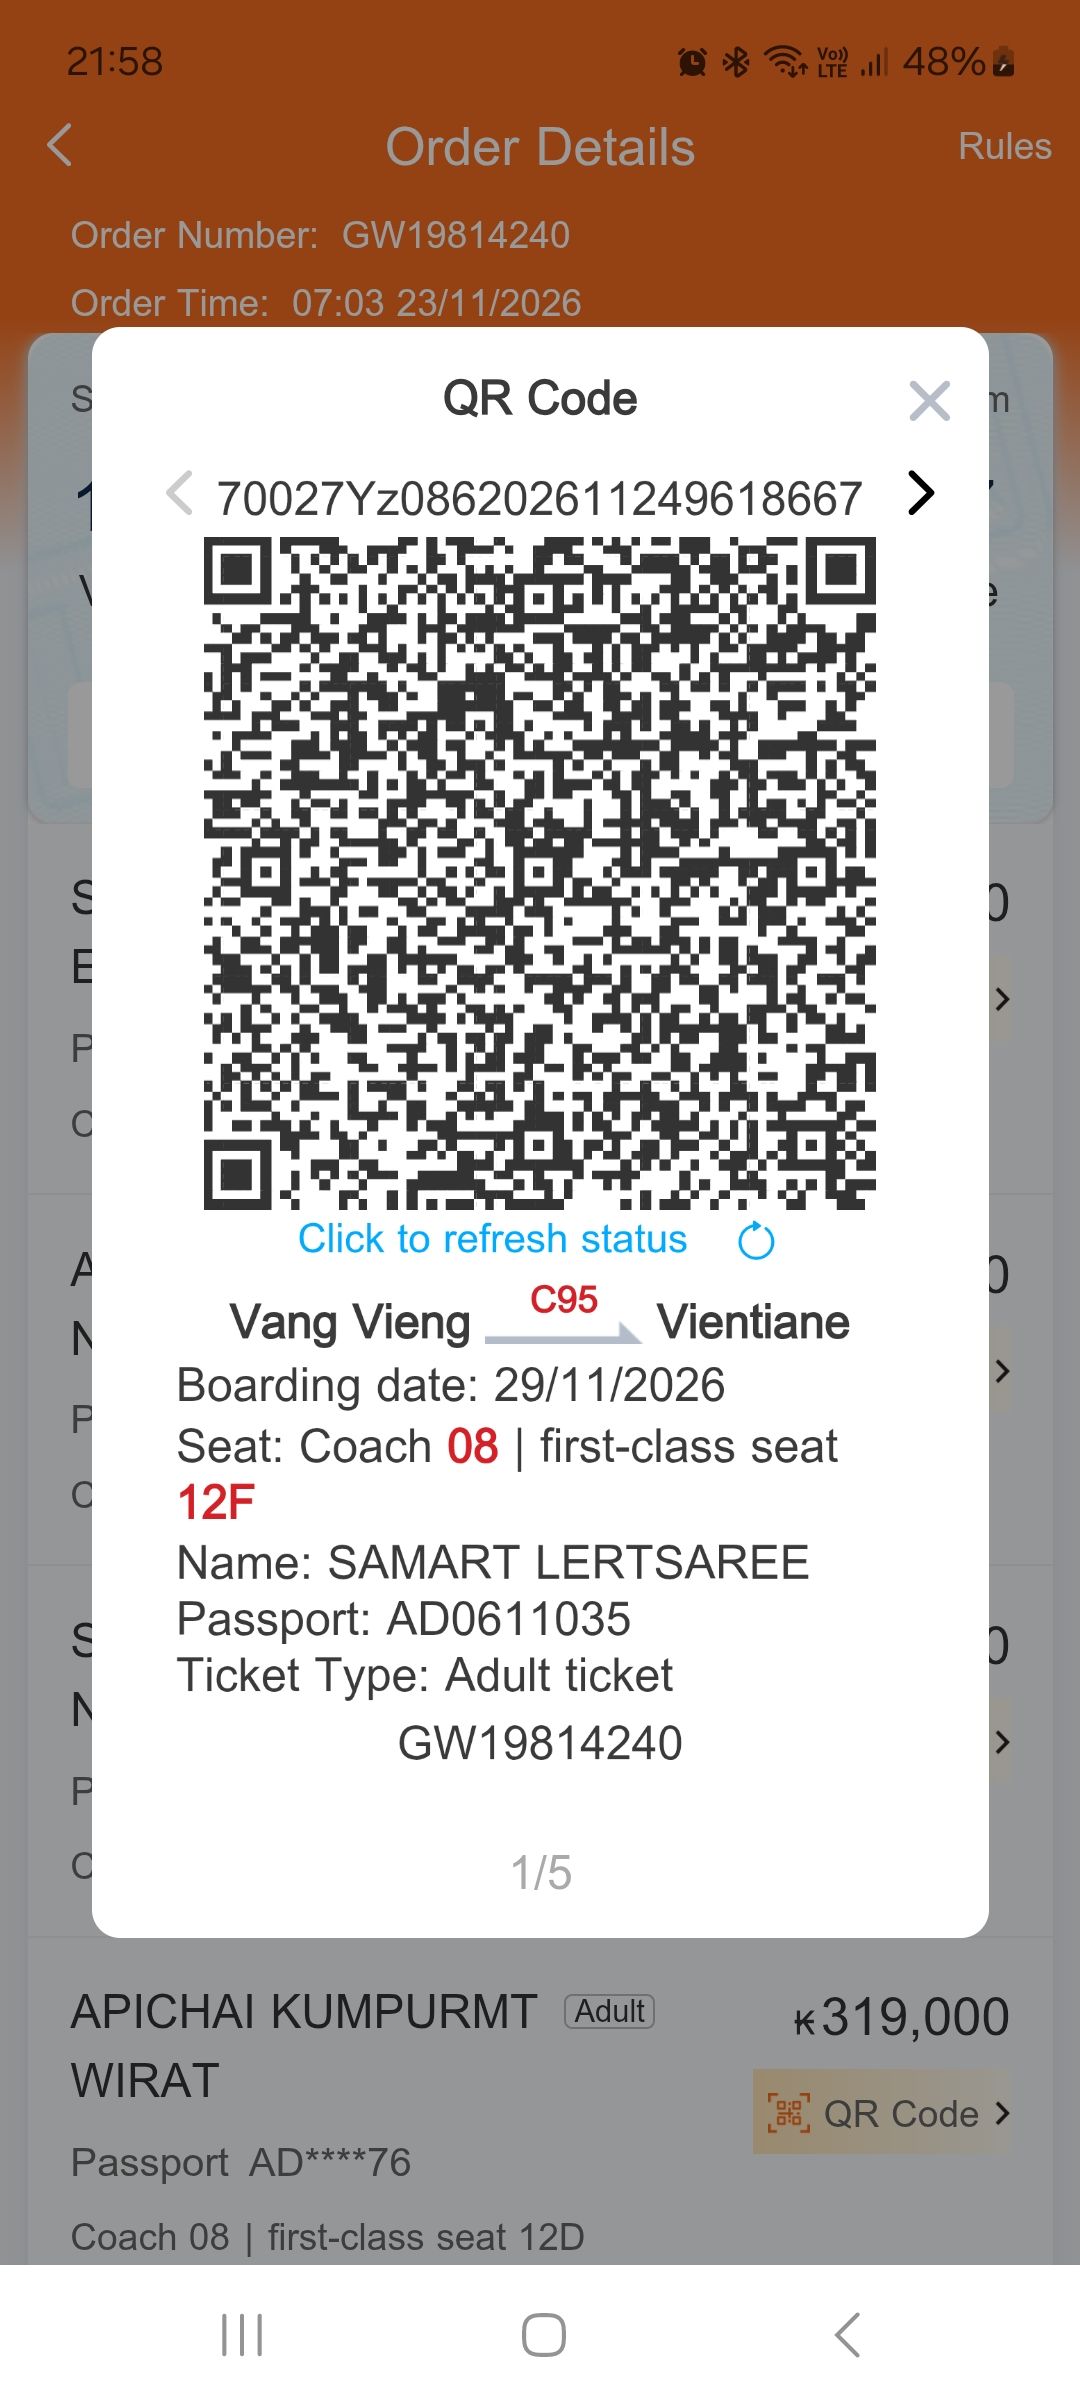 21:58
Vo)) LTE 48%
Order Details
Rules
Order Number: GW19814240
Order Time: 07:03 23/11/2026
QR Code
70027Yz086202611249618667
Click to refresh status
C95
Vang Vieng Vientiane
Boarding date: 29/11/2026
Seat: Coach 08 | first-class seat
12F
Name: SAMART LERTSAREE
Passport: AD0611035
Ticket Type: Adult ticket
GW19814240
1/5
APICHAI KUMPURMT Adult ₭319,000
WIRAT
QR Code
Passport AD****76
Coach 08 | first-class seat 12D